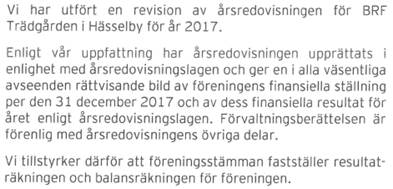 Vi har utfört en revision av årsredovisningen för BRF
Trädgården i Hässelby för år 2017.
Enligt vår uppfattning har årsredovisningen upprättats i
enlighet med årsredovisningslagen och ger en i alla väsentliga
avseenden rättvisande bild av föreningens finansiella ställning
per den 31 december 2017 och av dess finansiella resultat för
året enligt årsredovisningslagen. Förvaltningsberättelsen är
förenlig med årsredovisningens övriga delar.
Vi tillstyrker därför att föreningsstämman fastställer resultat-
räkningen och balansräkningen för föreningen.